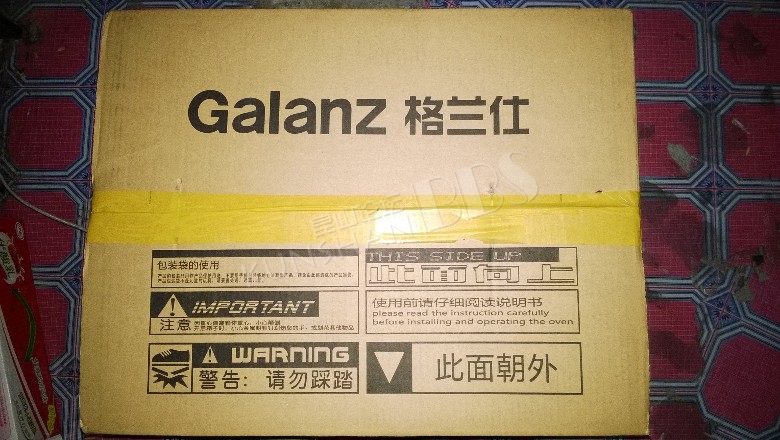 Galanz 格兰仕
包装袋的使用
THIS SIDE UP
此面向上
IMPORTANT
注意
使用前请仔细阅读说明书
please read the instruction carefully
before installing and operating the oven
WARNING
警告: 请勿踩踏
此面朝外
BBS